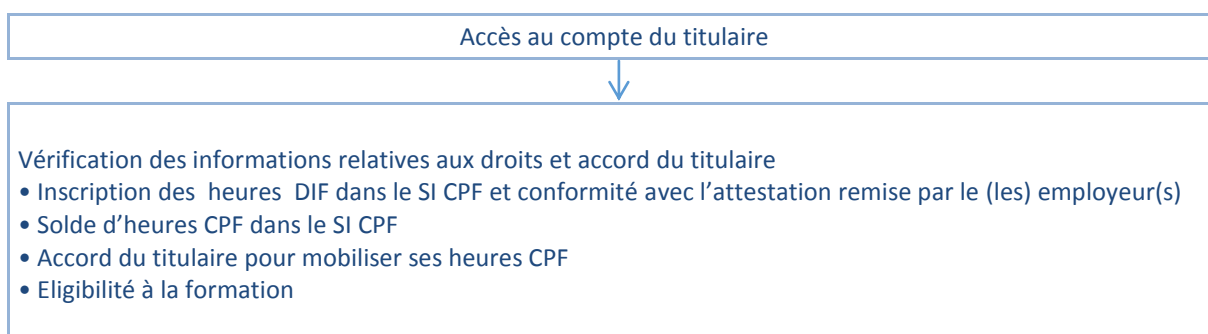 Accès au compte du titulaire
Vérification des informations relatives aux droits et accord du titulaire
• Inscription des heures DIF dans le SI CPF et conformité avec l’attestation remise par le (les) employeur(s)
• Solde d’heures CPF dans le SI CPF
• Accord du titulaire pour mobiliser ses heures CPF
• Eligibilité à la formation